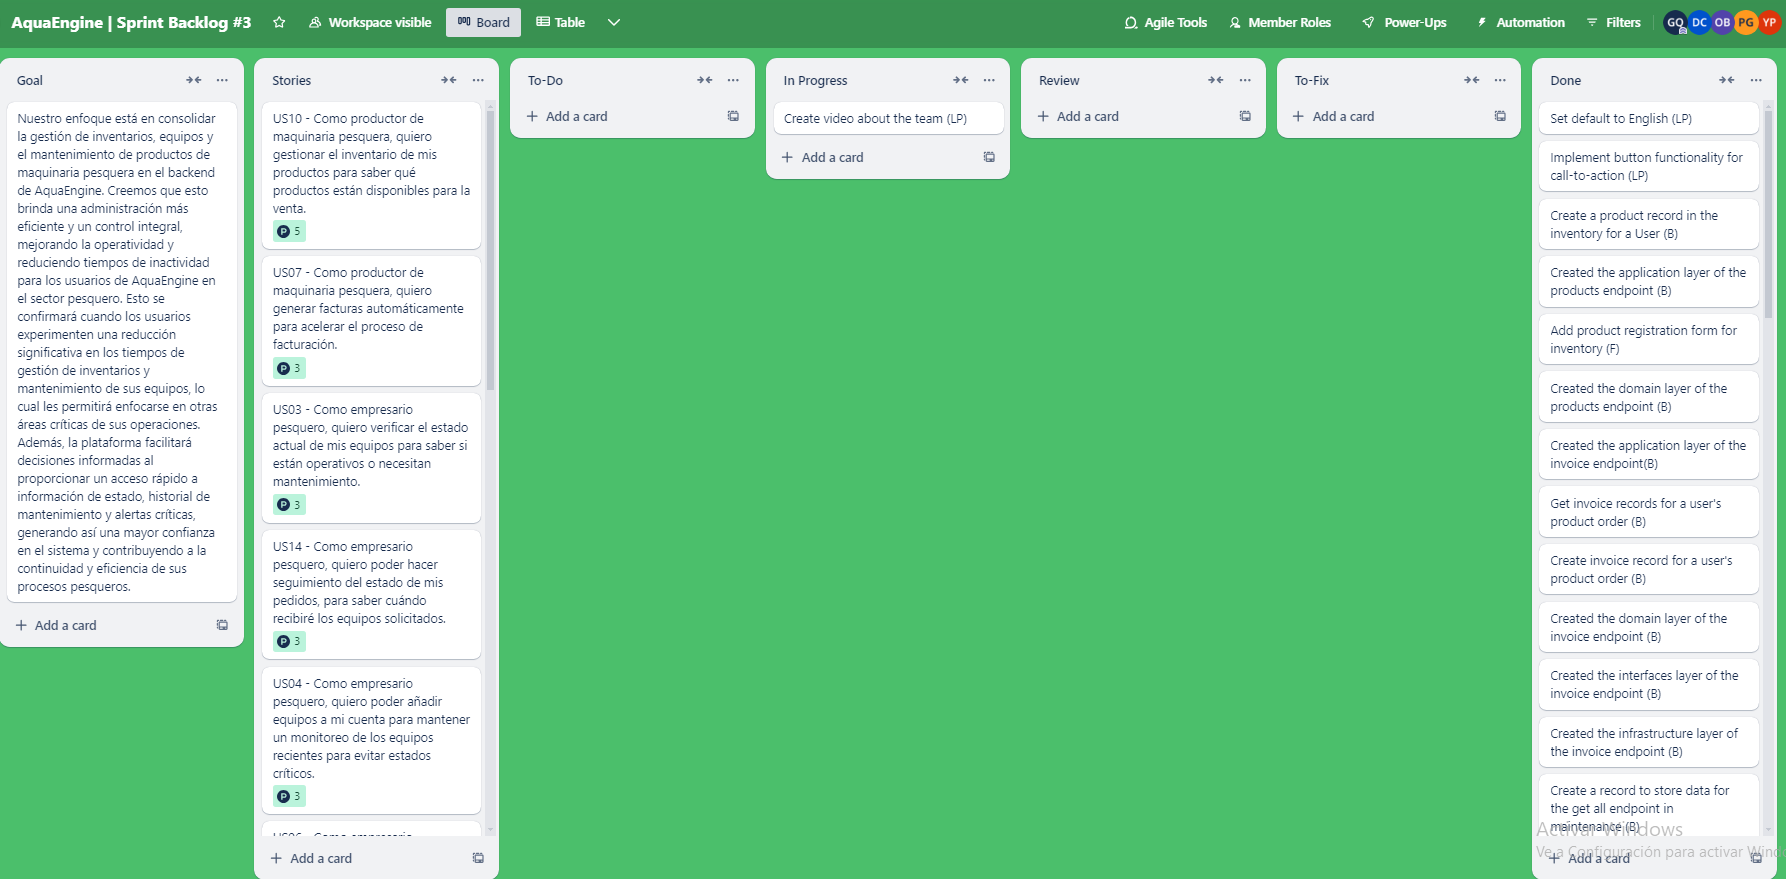 AquaEngine | Sprint Backlog #3
Workspace visible
Board
Table
Agile Tools
Member Roles
Power-Ups
Automation
Filters
GQ
DC
OB
PG
YP
Goal
Nuestro enfoque está en consolidar
la gestión de inventarios, equipos y
el mantenimiento de productos de
maquinaria pesquera en el backend
de AquaEngine. Creemos que esto
brinda una administración más
eficiente y un control integral,
mejorando la operatividad y
reduciendo tiempos de inactividad
para los usuarios de AquaEngine en
el sector pesquero. Esto se
confirmará cuando los usuarios
experimenten una reducción
significativa en los tiempos de
gestión de inventarios y
mantenimiento de sus equipos, lo
cual les permitirá enfocarse en otras
áreas críticas de sus operaciones.
Además, la plataforma facilitará
decisiones informadas al
proporcionar un acceso rápido a
información de estado, historial de
mantenimiento y alertas críticas,
generando así una mayor confianza
en el sistema y contribuyendo a la
continuidad y eficiencia de sus
procesos pesqueros.
Add a card
Stories
US10 - Como productor de
maquinaria pesquera, quiero
gestionar el inventario de mis
productos para saber qué
productos están disponibles para la
venta.
P 5
US07 - Como productor de
maquinaria pesquera, quiero
generar facturas automáticamente
para acelerar el proceso de
facturación.
P 3
US03 - Como empresario
pesquero, quiero verificar el estado
actual de mis equipos para saber si
están operativos o necesitan
mantenimiento.
P 3
US14 - Como empresario
pesquero, quiero poder hacer
seguimiento del estado de mis
pedidos, para saber cuándo
recibiré los equipos solicitados.
P 3
US04 - Como empresario
pesquero, quiero poder añadir
equipos a mi cuenta para mantener
un monitoreo de los equipos
recientes para evitar estados
críticos.
P 3
US06 - Como empresario
Add a card
To-Do
Add a card
In Progress
Create video about the team (LP)
Add a card
Review
Add a card
To-Fix
Add a card
Done
Set default to English (LP)
Implement button functionality for
call-to-action (LP)
Create a product record in the
inventory for a User (B)
Created the application layer of the
products endpoint (B)
Add product registration form for
inventory (F)
Created the domain layer of the
products endpoint (B)
Created the application layer of the
invoice endpoint(B)
Get invoice records for a user's
product order (B)
Create invoice record for a user's
product order (B)
Created the domain layer of the
invoice endpoint (B)
Created the interfaces layer of the
invoice endpoint (B)
Created the infrastructure layer of
the invoice endpoint (B)
Create a record to store data for
the get all endpoint in
maintenance (B)
Add a card
Activar Windows
Ve a Configuración para activar Windo